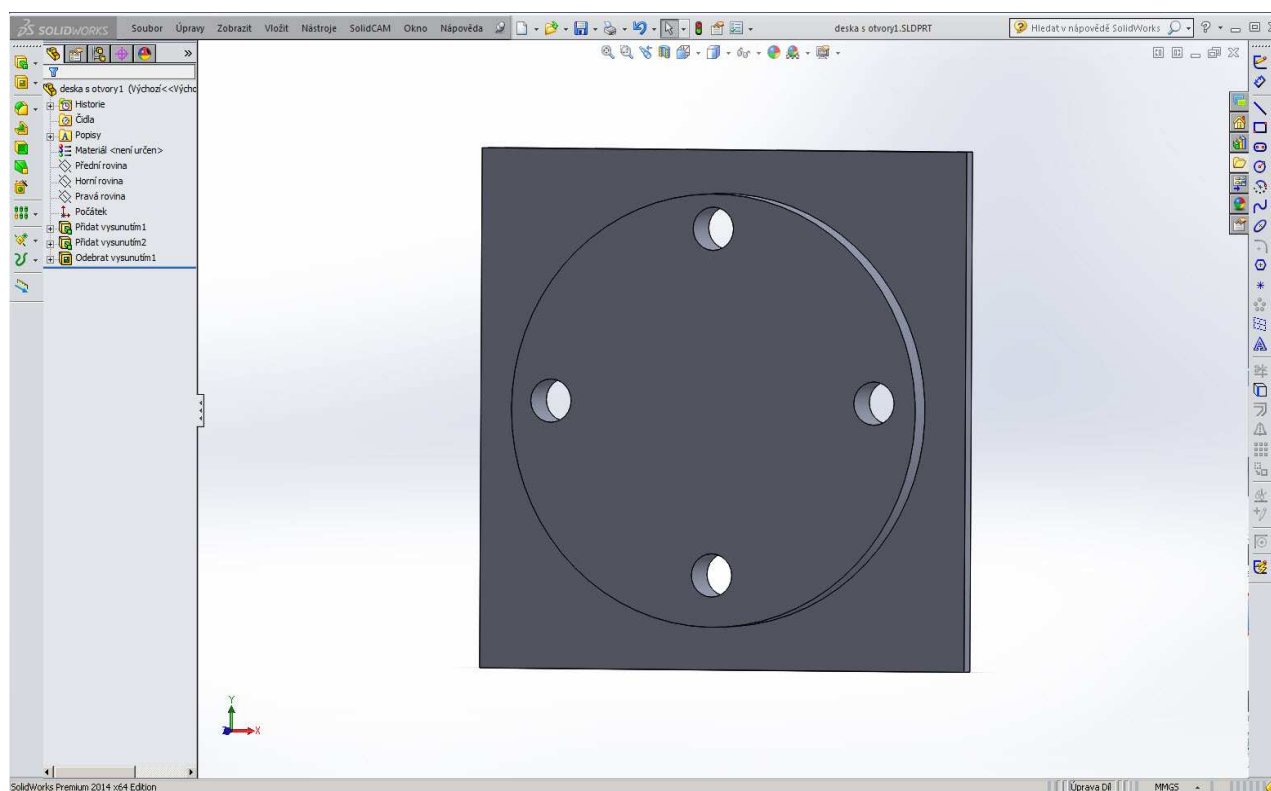 SOLIDWORKS Soubor Úpravy Zobrazit Vložit Nástroje SolidCAM Okno Nápověda deska s otvory1.SLDPRT Hledat v nápovědě SolidWorks
deska s otvory1 (Výchozí<<Výcho
Historie
Čidla
Popisy
Materiál <není určen>
Přední rovina
Horní rovina
Pravá rovina
Počátek
Přidat vysunutím1
Přidat vysunutím2
Odebrat vysunutím1
Y
Z X
SolidWorks Premium 2014 x64 Edition Úprava Díl MMGS